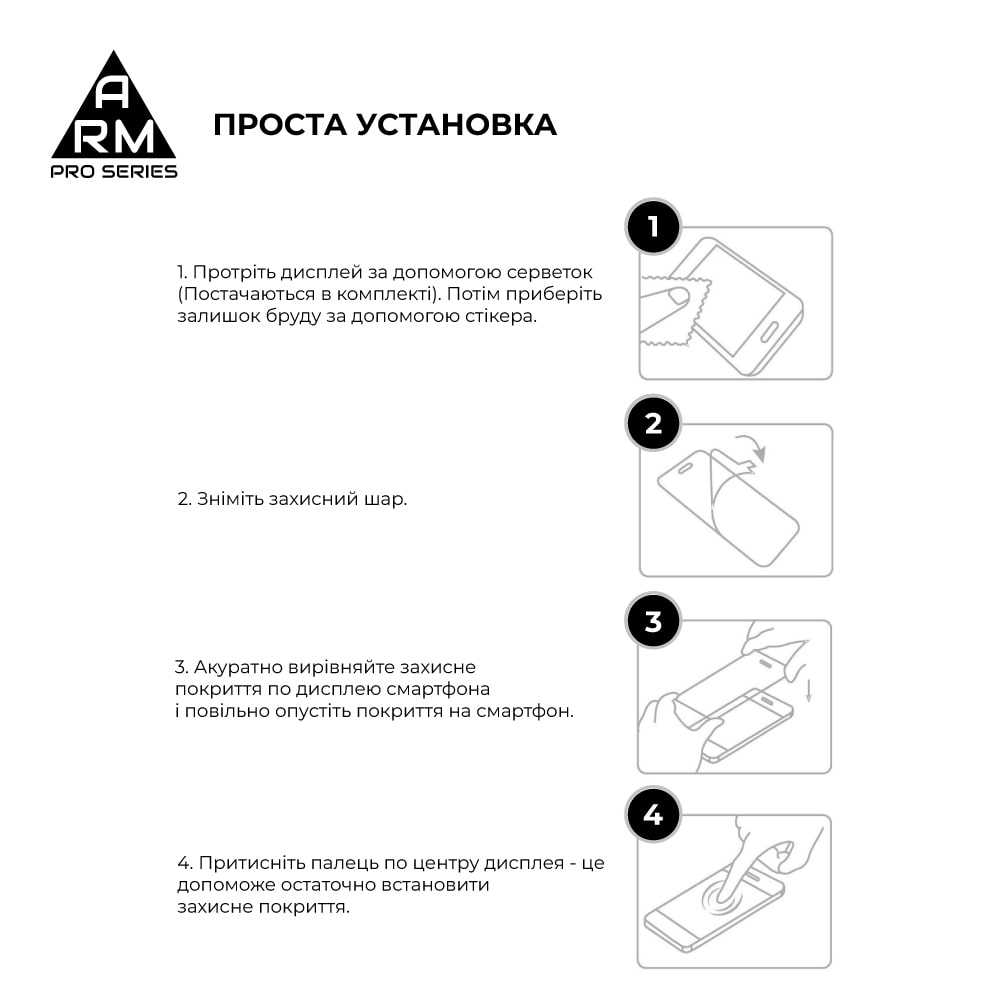 A
RM
PRO SERIES
ПРОСТА УСТАНОВКА
1
1. Протріть дисплей за допомогою серветок
(Постачаються в комплекті). Потім приберіть
залишок бруду за допомогою стікера.
2
2. Зніміть захисний шар.
3
3. Акуратно вирівняйте захисне
покриття по дисплею смартфона
і повільно опустіть покриття на смартфон.
4
4. Притисніть палець по центру дисплея - це
допоможе остаточно встановити
захисне покриття.